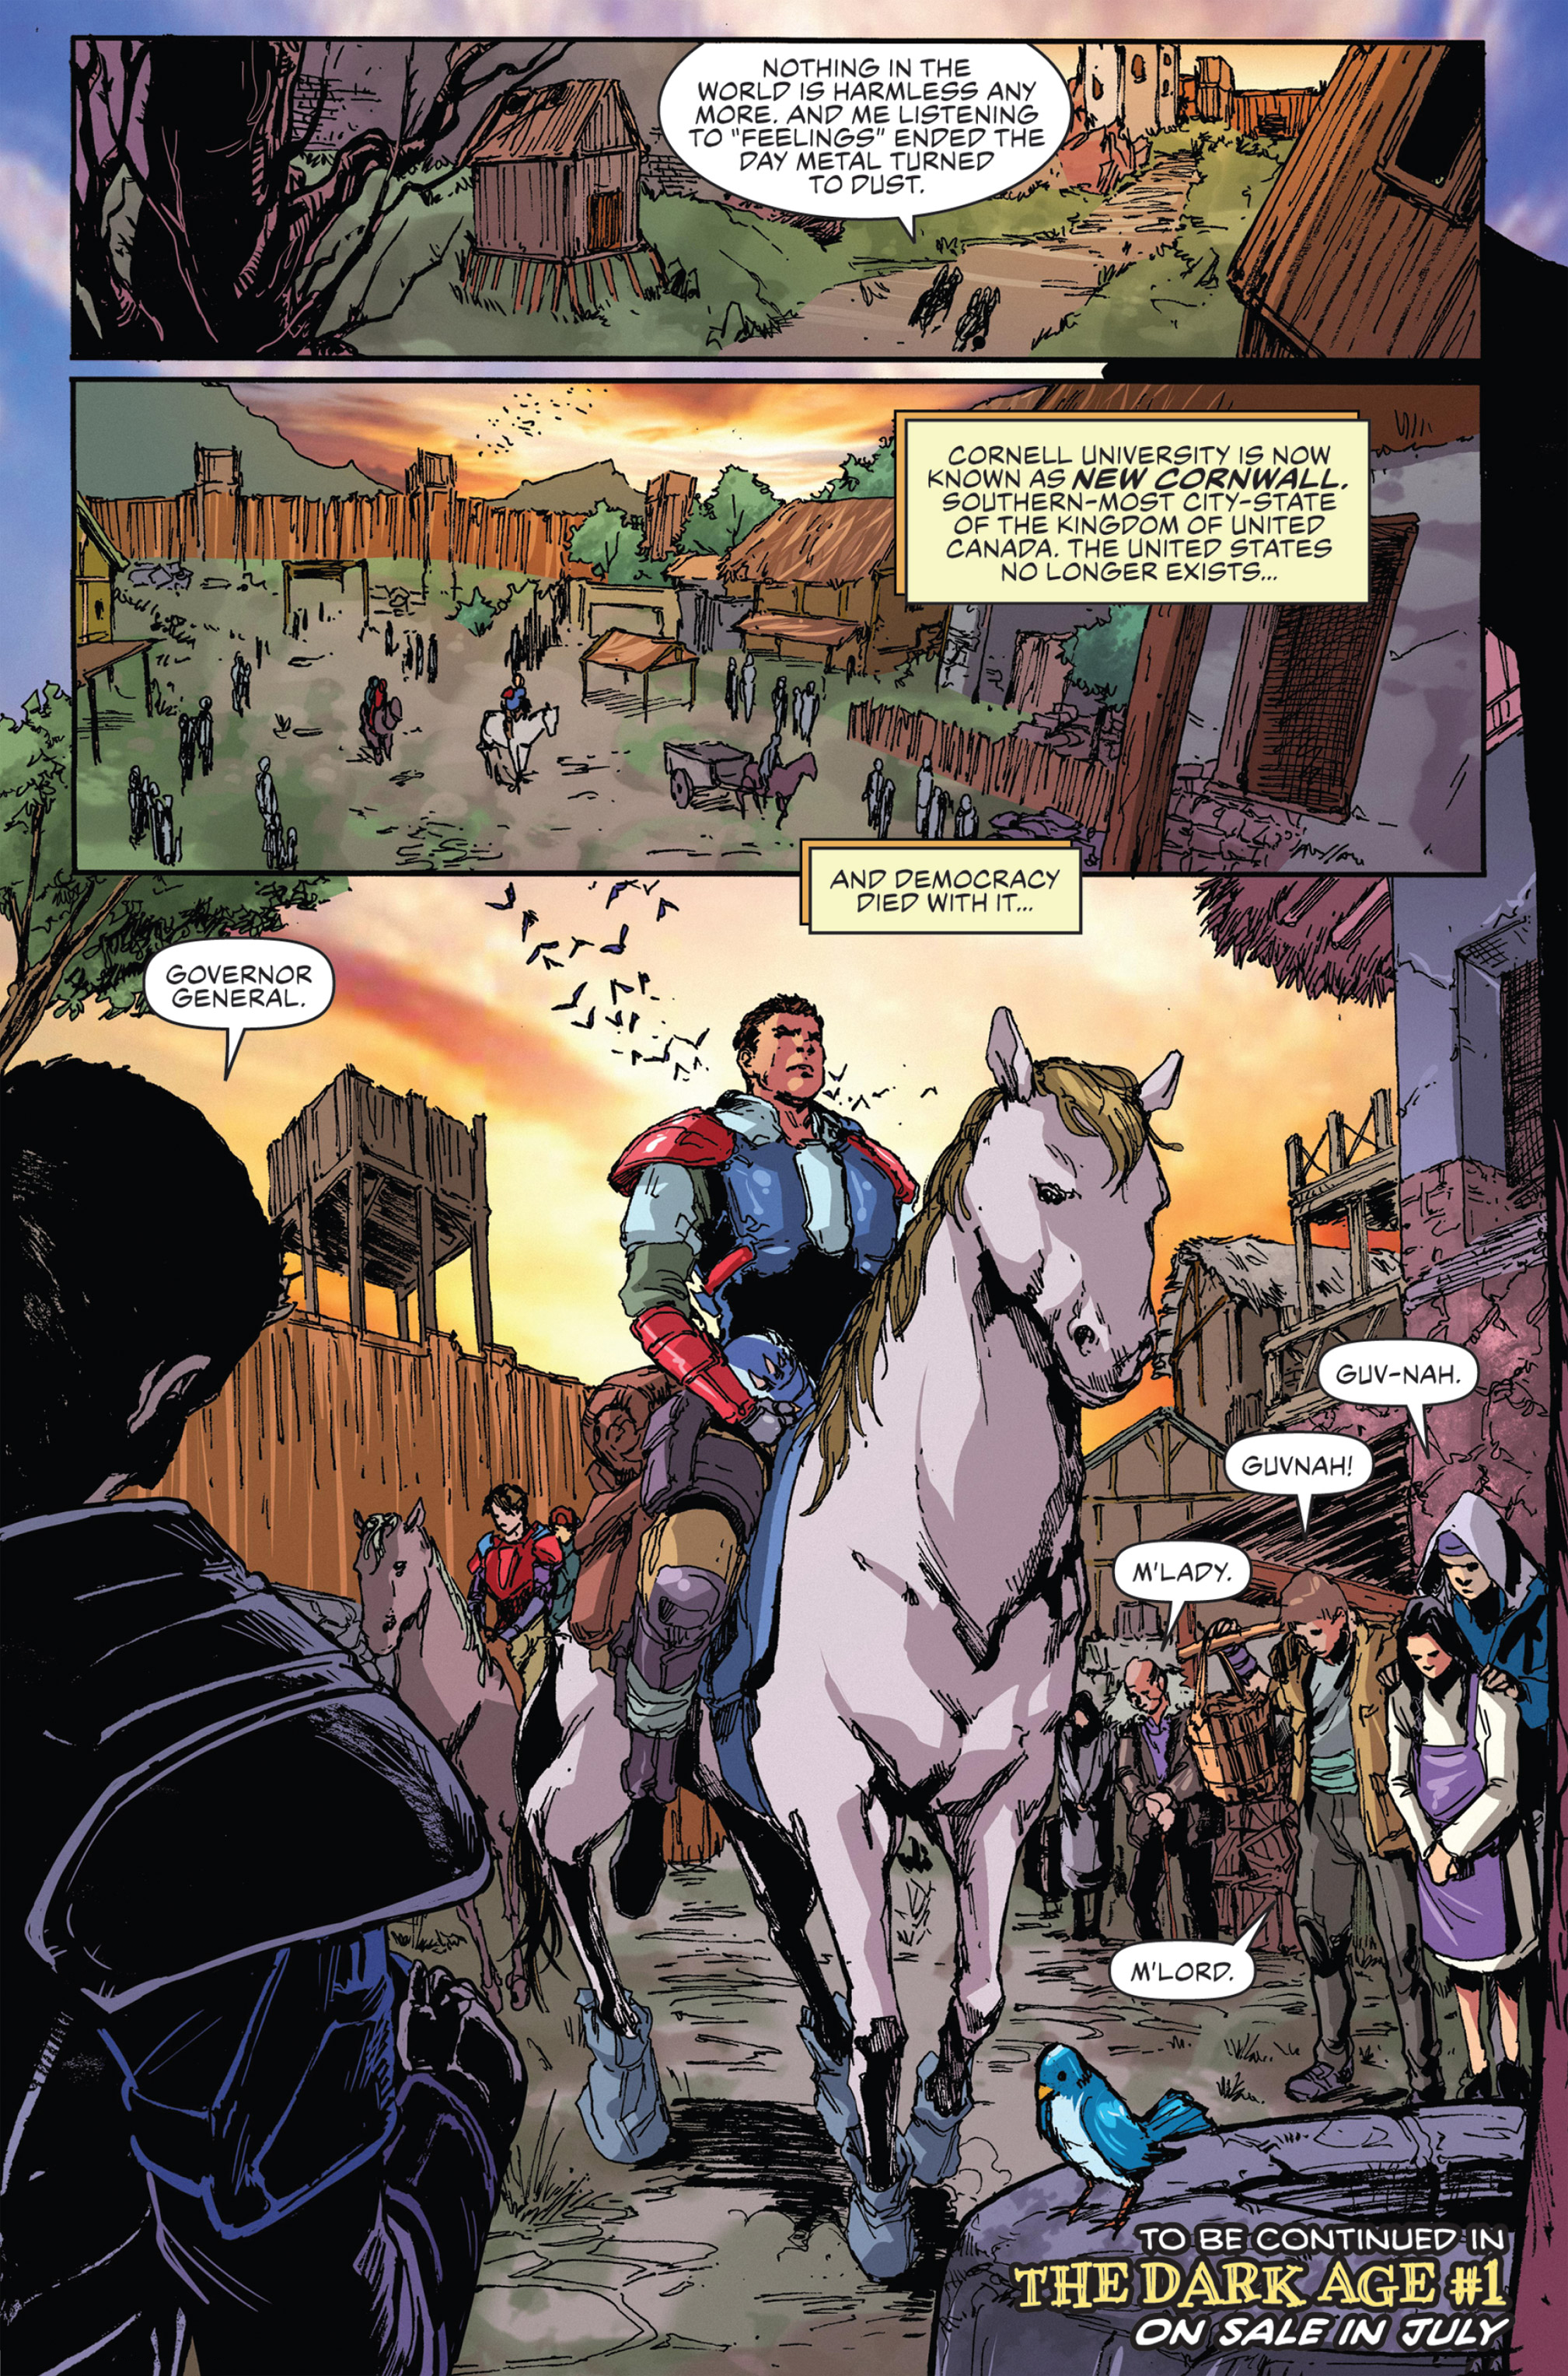 NOTHING IN THE
WORLD IS HARMLESS ANY
MORE. AND ME LISTENING
TO "FEELINGS" ENDED THE
DAY METAL TURNED
TO DUST.
CORNELL UNIVERSITY IS NOW
KNOWN AS NEW CORNWALL.
SOUTHERN-MOST CITY-STATE
OF THE KINGDOM OF UNITED
CANADA. THE UNITED STATES
NO LONGER EXISTS...
AND DEMOCRACY
DIED WITH IT...
GOVERNOR
GENERAL.
GUV-NAH.
GUVNAH!
M'LADY.
M'LORD.
TO BE CONTINUED IN
THE DARK AGE #1
ON SALE IN JULY